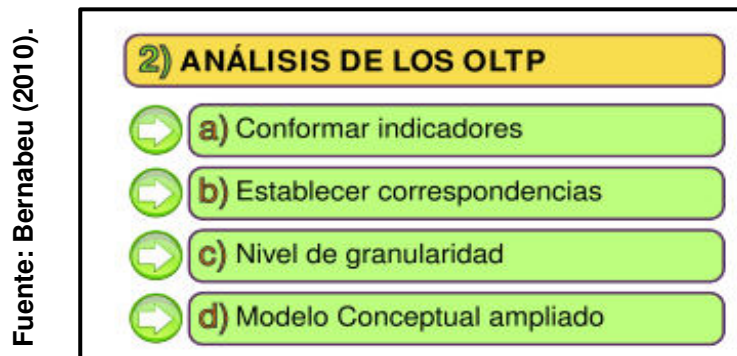 Fuente: Bernabeu (2010).
2) ANÁLISIS DE LOS OLTP
a) Conformar indicadores
b) Establecer correspondencias
c) Nivel de granularidad
d) Modelo Conceptual ampliado